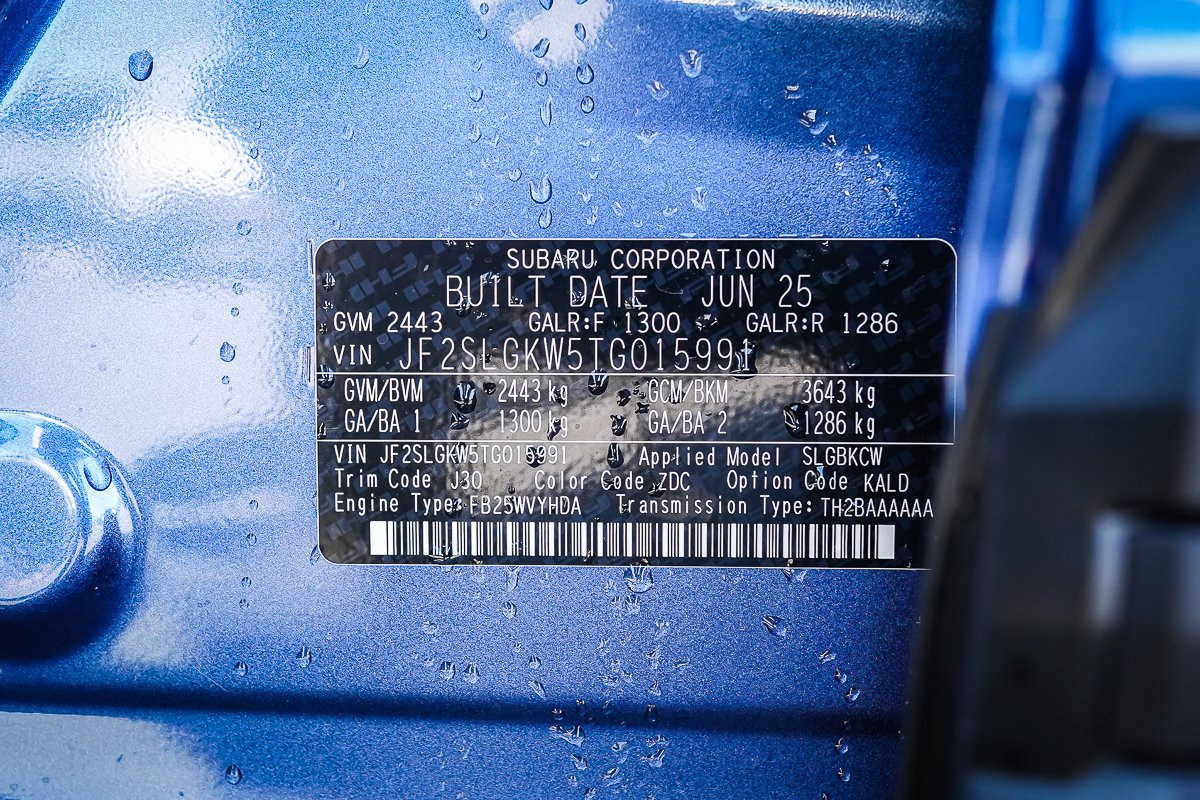 SUBARU CORPORATION
BUILT DATE JUN 25
GVM 2443 GALR:F 1300 GALR:R 1286
VIN JF2SLGKW5TG015991
GVM/BVM 2443 kg GCM/BKM 3643 kg
GA/BA 1 1300 kg GA/BA 2 1286 kg
VIN JF2SLGKW5TG015991 Applied Model SLGBKCW
Trim Code J30 Color Code ZDC Option Code KALD
Engine Type: FB25WVYHDA Transmission Type: TH2BAAAAAA